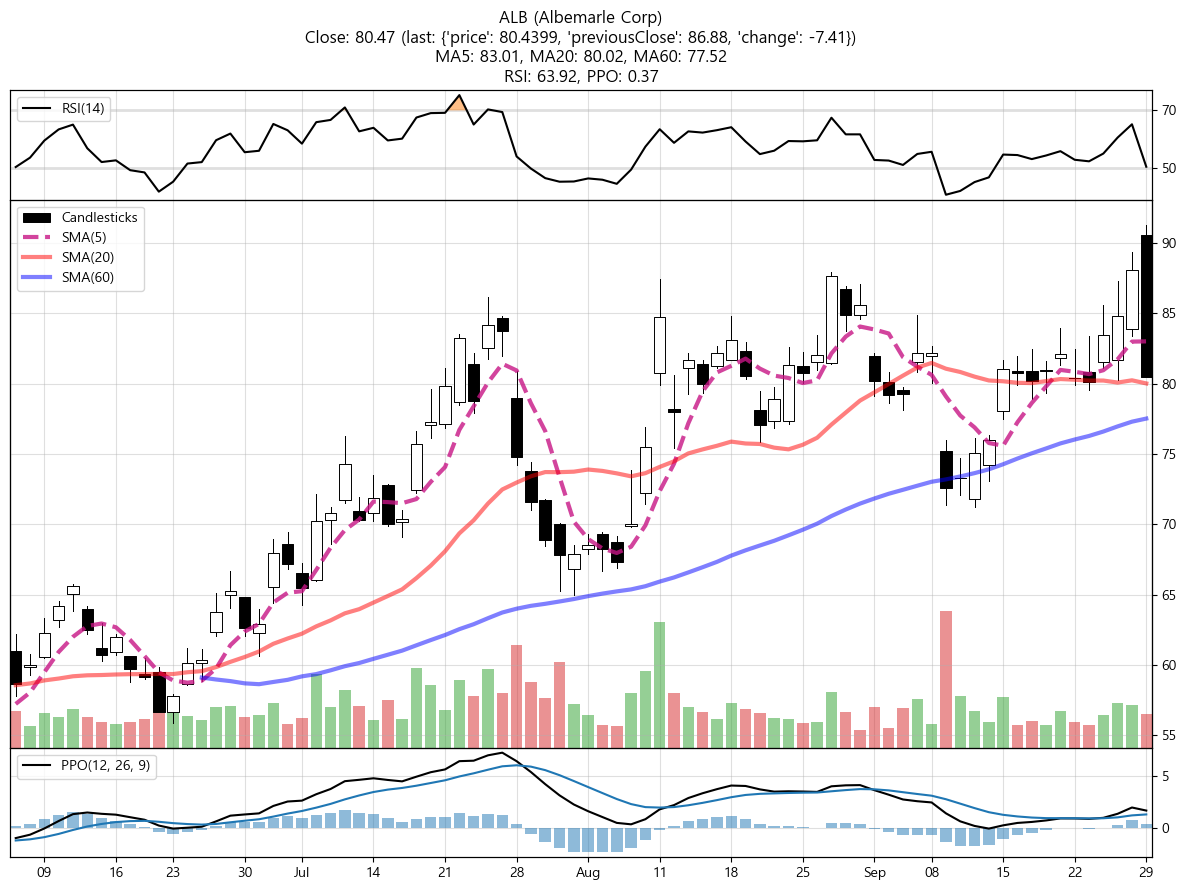 ALB (Albemarle Corp)
Close: 80.47 (last: {'price': 80.4399, 'previousClose': 86.88, 'change': -7.41})
MA5: 83.01, MA20: 80.02, MA60: 77.52
RSI: 63.92, PPO: 0.37
RSI(14)
70
50
Candlesticks
SMA(5)
SMA(20)
SMA(60)
90
85
80
75
70
65
60
55
PPO(12, 26, 9)
5
0
09 16 23 30 Jul 14 21 28 Aug 11 18 25 Sep 08 15 22 29